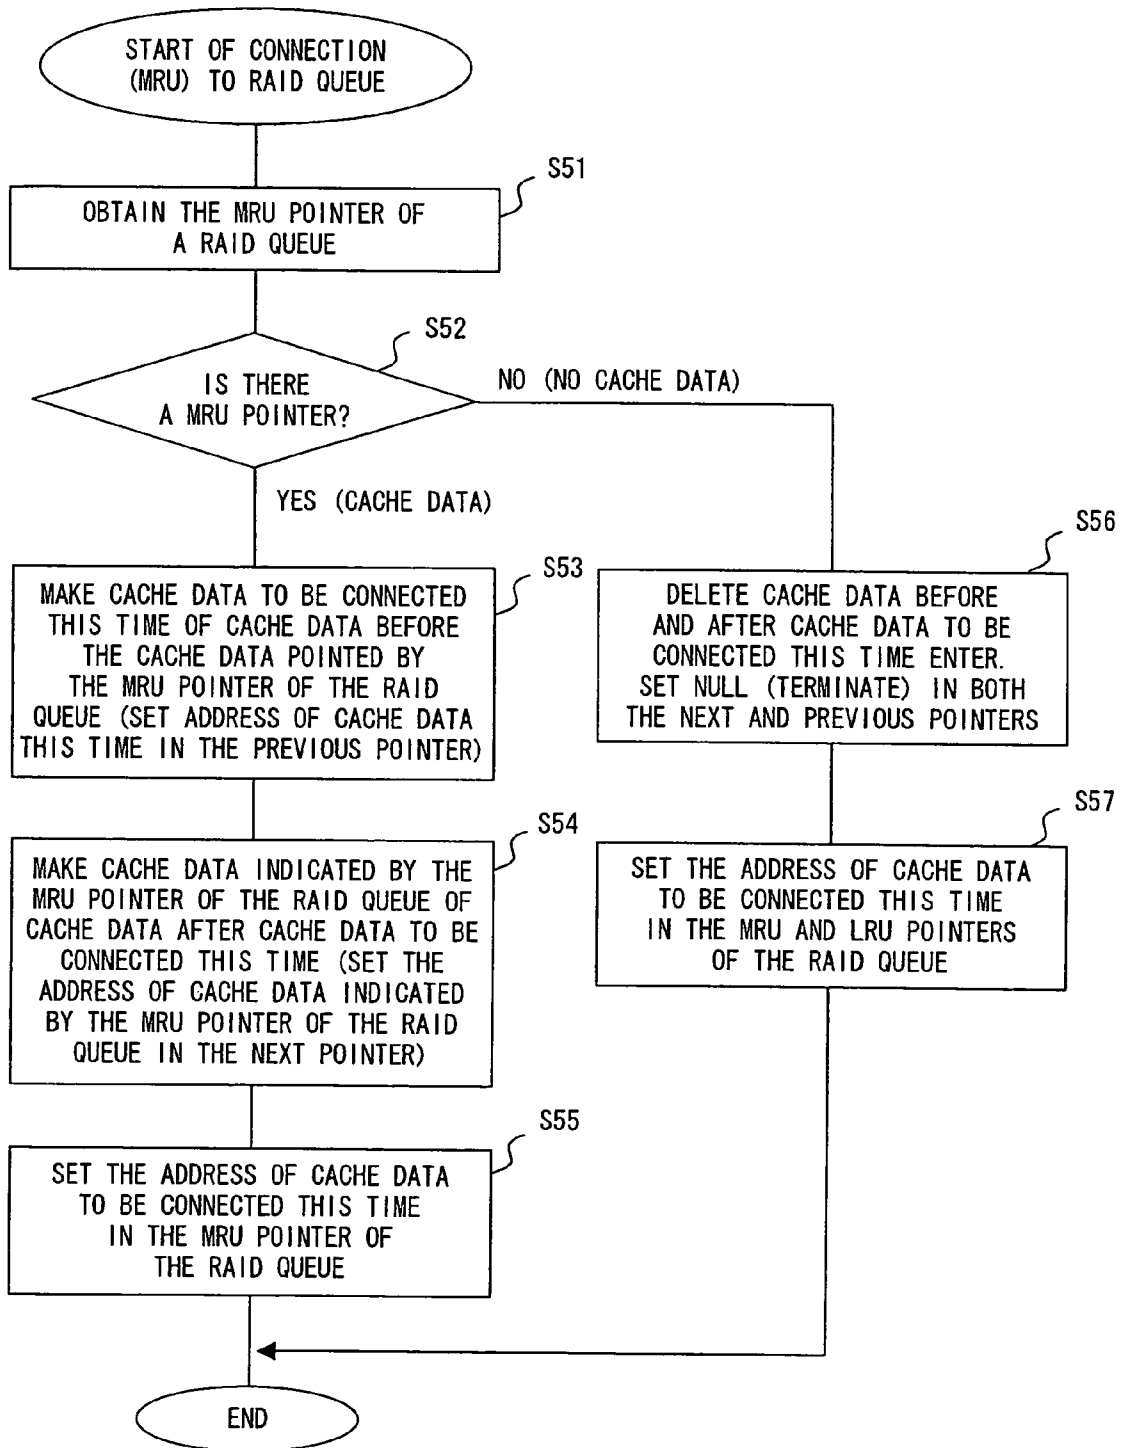 START OF CONNECTION
(MRU) TO RAID QUEUE
S51
OBTAIN THE MRU POINTER OF
A RAID QUEUE
S52
IS THERE
A MRU POINTER?
NO (NO CACHE DATA)
YES (CACHE DATA)
S53
MAKE CACHE DATA TO BE CONNECTED
THIS TIME OF CACHE DATA BEFORE
THE CACHE DATA POINTED BY
THE MRU POINTER OF THE RAID
QUEUE (SET ADDRESS OF CACHE DATA
THIS TIME IN THE PREVIOUS POINTER)
S54
MAKE CACHE DATA INDICATED BY THE
MRU POINTER OF THE RAID QUEUE OF
CACHE DATA AFTER CACHE DATA TO BE
CONNECTED THIS TIME (SET THE
ADDRESS OF CACHE DATA INDICATED
BY THE MRU POINTER OF THE RAID
QUEUE IN THE NEXT POINTER)
S55
SET THE ADDRESS OF CACHE DATA
TO BE CONNECTED THIS TIME
IN THE MRU POINTER OF
THE RAID QUEUE
S56
DELETE CACHE DATA BEFORE
AND AFTER CACHE DATA TO BE
CONNECTED THIS TIME ENTER.
SET NULL (TERMINATE) IN BOTH
THE NEXT AND PREVIOUS POINTERS
S57
SET THE ADDRESS OF CACHE DATA
TO BE CONNECTED THIS TIME
IN THE MRU AND LRU POINTERS
OF THE RAID QUEUE
END